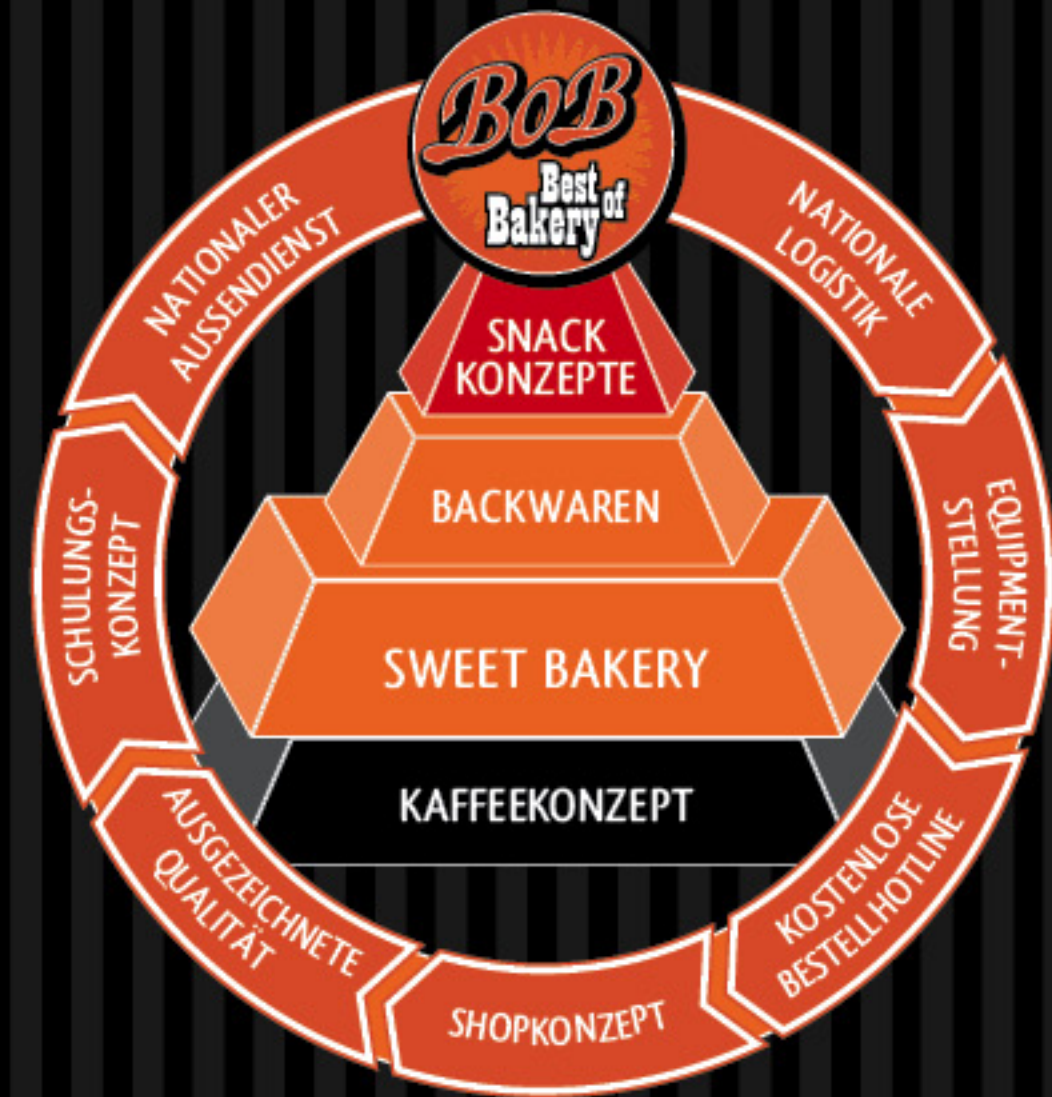 BoB
Best of
Bakery
SNACK
KONZEPTE
BACKWAREN
SWEET BAKERY
KAFFEEKONZEPT
NATIONALE
LOGISTIK
EQUIPMENT-
STELLUNG
KOSTENLOSE
BESTELLHOTLINE
SHOPKONZEPT
AUSGEZEICHNETE
QUALITÄT
SCHULUNGS-
KONZEPT
NATIONALER
AUSSENDIENST